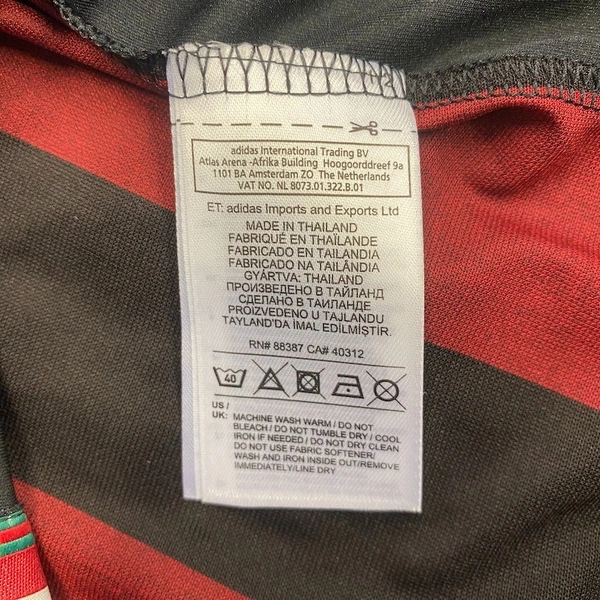 adidas International Trading BV
Atlas Arena -Afrika Building Hoogoorddreef 9a
1101 BA Amsterdam ZO The Netherlands
VAT NO. NL 8073.01.322.B.01
ET: adidas Imports and Exports Ltd
MADE IN THAILAND
FABRIQUÉ EN THAÏLANDE
FABRICADO EN TAILANDIA
FABRICADO NA TAILÂNDIA
GYÁRTVA: THAILAND
ПРОИЗВЕДЕНО В ТАЙЛАНД
СДЕЛАНО В ТАИЛАНДЕ
PROIZVEDENO U TAJLANDU
TAYLAND'DA İMAL EDİLMİŞTİR.
RN# 88387 CA# 40312
40
US /
UK: MACHINE WASH WARM / DO NOT
BLEACH / DO NOT TUMBLE DRY / COOL
IRON IF NEEDED / DO NOT DRY CLEAN
DO NOT USE FABRIC SOFTENER/
WASH AND IRON INSIDE OUT/REMOVE
IMMEDIATELY/LINE DRY